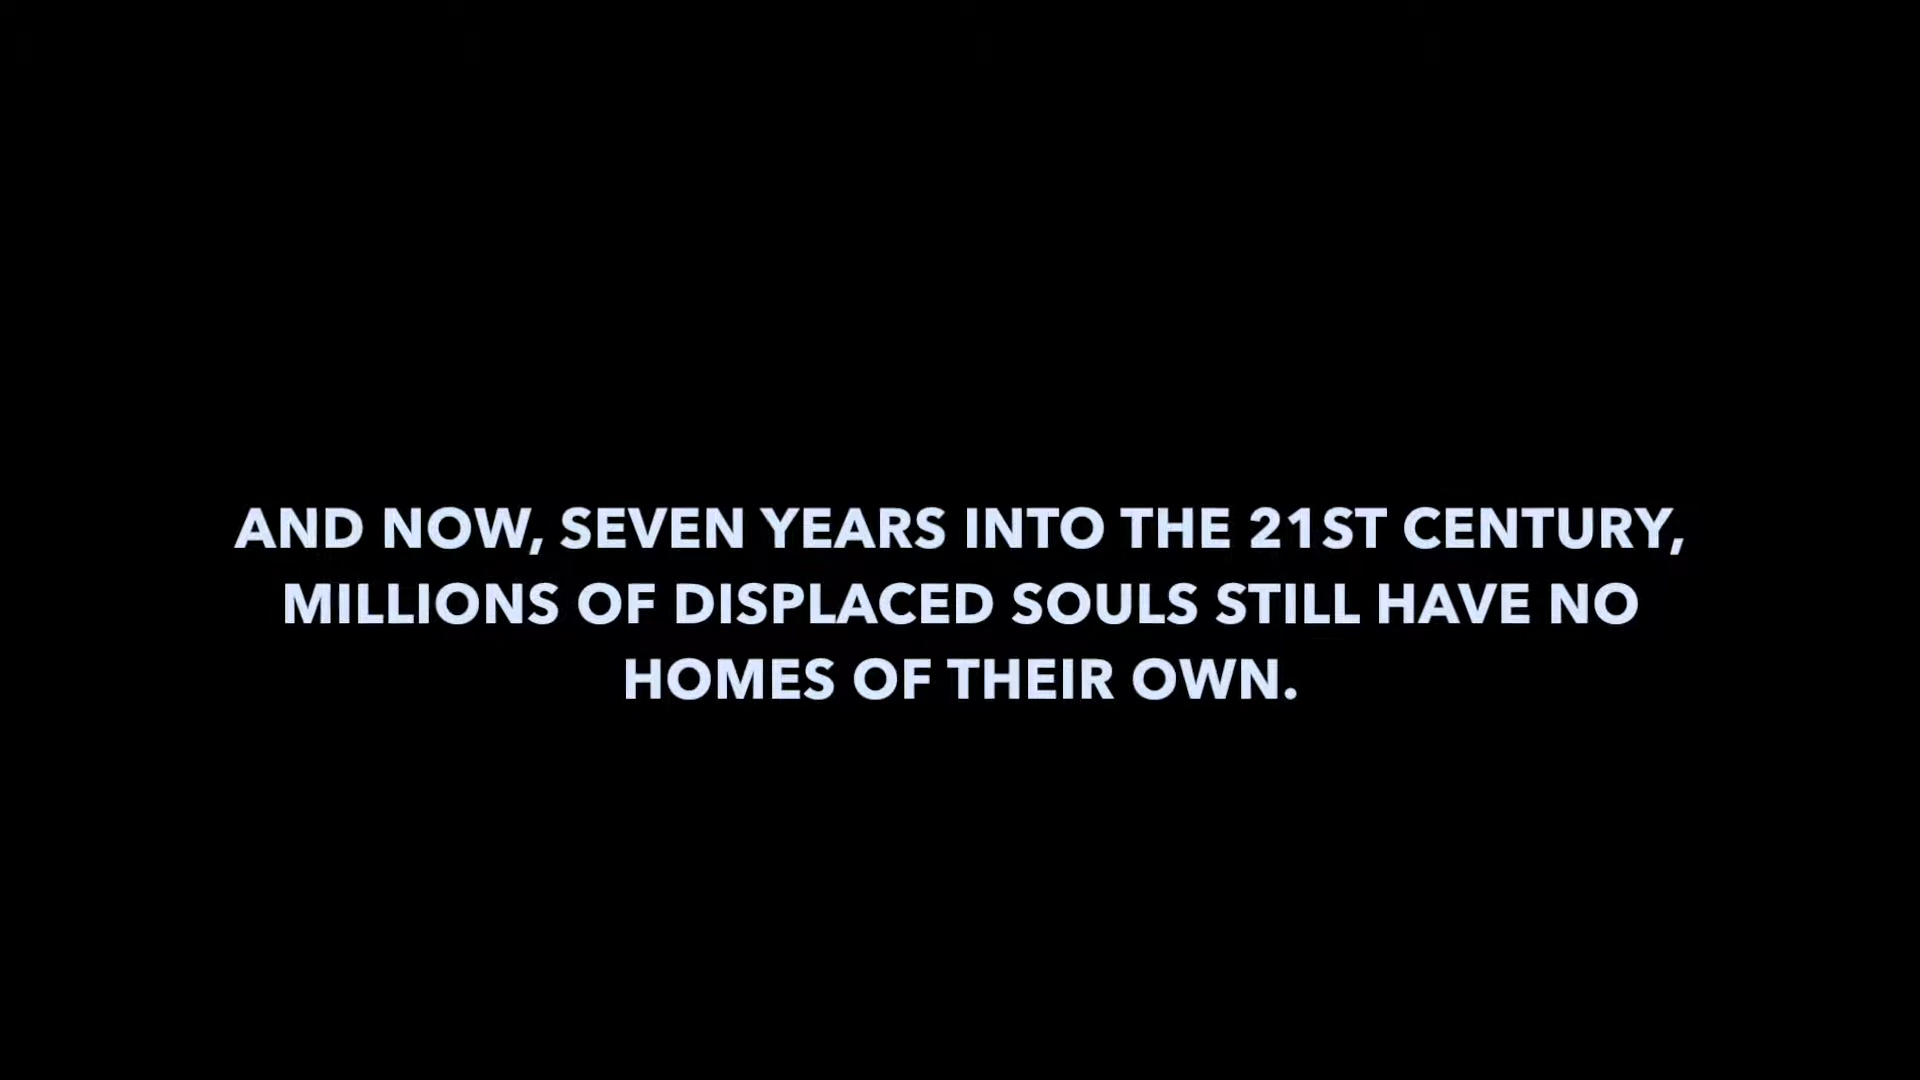 AND NOW, SEVEN YEARS INTO THE 21ST CENTURY,
MILLIONS OF DISPLACED SOULS STILL HAVE NO
HOMES OF THEIR OWN.